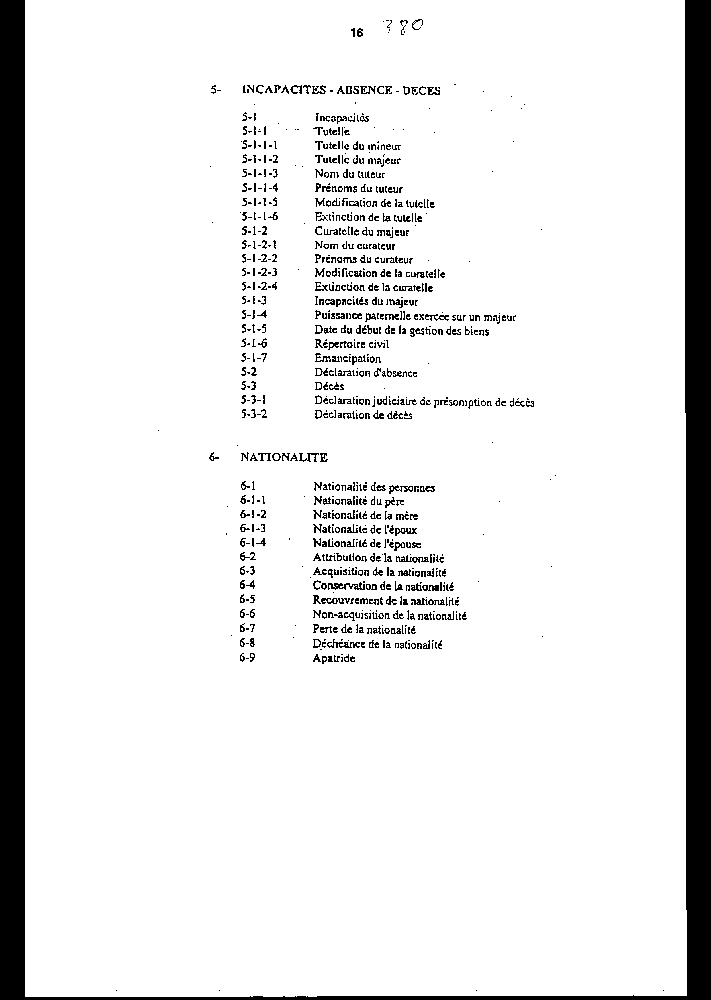 16 380
5- INCAPACITES - ABSENCE - DECES
5-1 Incapacités
5-1-1 Tutelle
5-1-1-1 Tutelle du mineur
5-1-1-2 Tutelle du majeur
5-1-1-3 Nom du tuteur
5-1-1-4 Prénoms du tuteur
5-1-1-5 Modification de la tutelle
5-1-1-6 Extinction de la tutelle
5-1-2 Curatelle du majeur
5-1-2-1 Nom du curateur
5-1-2-2 Prénoms du curateur
5-1-2-3 Modification de la curatelle
5-1-2-4 Extinction de la curatelle
5-1-3 Incapacités du majeur
5-1-4 Puissance paternelle exercée sur un majeur
5-1-5 Date du début de la gestion des biens
5-1-6 Répertoire civil
5-1-7 Emancipation
5-2 Déclaration d'absence
5-3 Décès
5-3-1 Déclaration judiciaire de présomption de décès
5-3-2 Déclaration de décès
6- NATIONALITE
6-1 Nationalité des personnes
6-1-1 Nationalité du père
6-1-2 Nationalité de la mère
6-1-3 Nationalité de l'époux
6-1-4 Nationalité de l'épouse
6-2 Attribution de la nationalité
6-3 Acquisition de la nationalité
6-4 Conservation de la nationalité
6-5 Recouvrement de la nationalité
6-6 Non-acquisition de la nationalité
6-7 Perte de la nationalité
6-8 Déchéance de la nationalité
6-9 Apatride